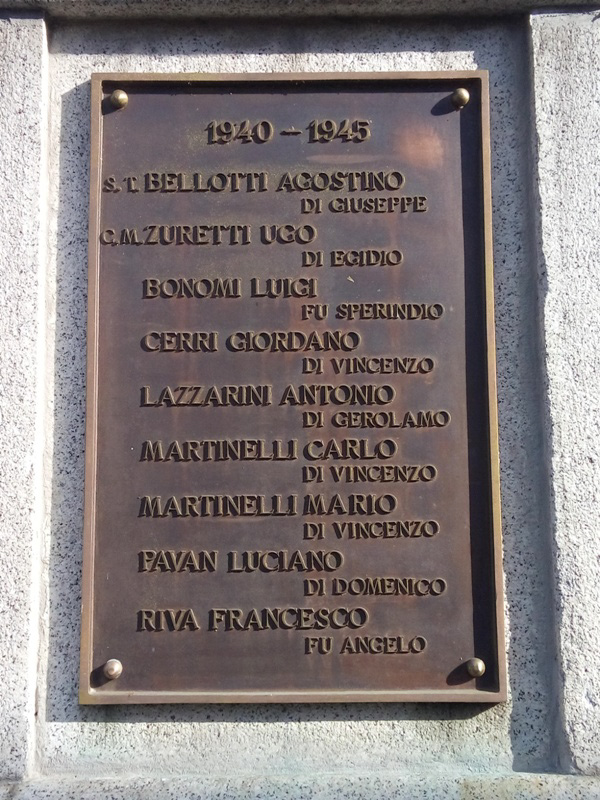 1940 - 1945
S.T. BELLOTTI AGOSTINO
DI GIUSEPPE
C.M. ZURETTI UGO
DI EGIDIO
BONOMI LUIGI
FU SPERINDIO
CERRI GIORDANO
DI VINCENZO
LAZZARINI ANTONIO
DI GEROLAMO
MARTINELLI CARLO
DI VINCENZO
MARTINELLI MARIO
DI VINCENZO
PAVAN LUCIANO
DI DOMENICO
RIVA FRANCESCO
FU ANGELO